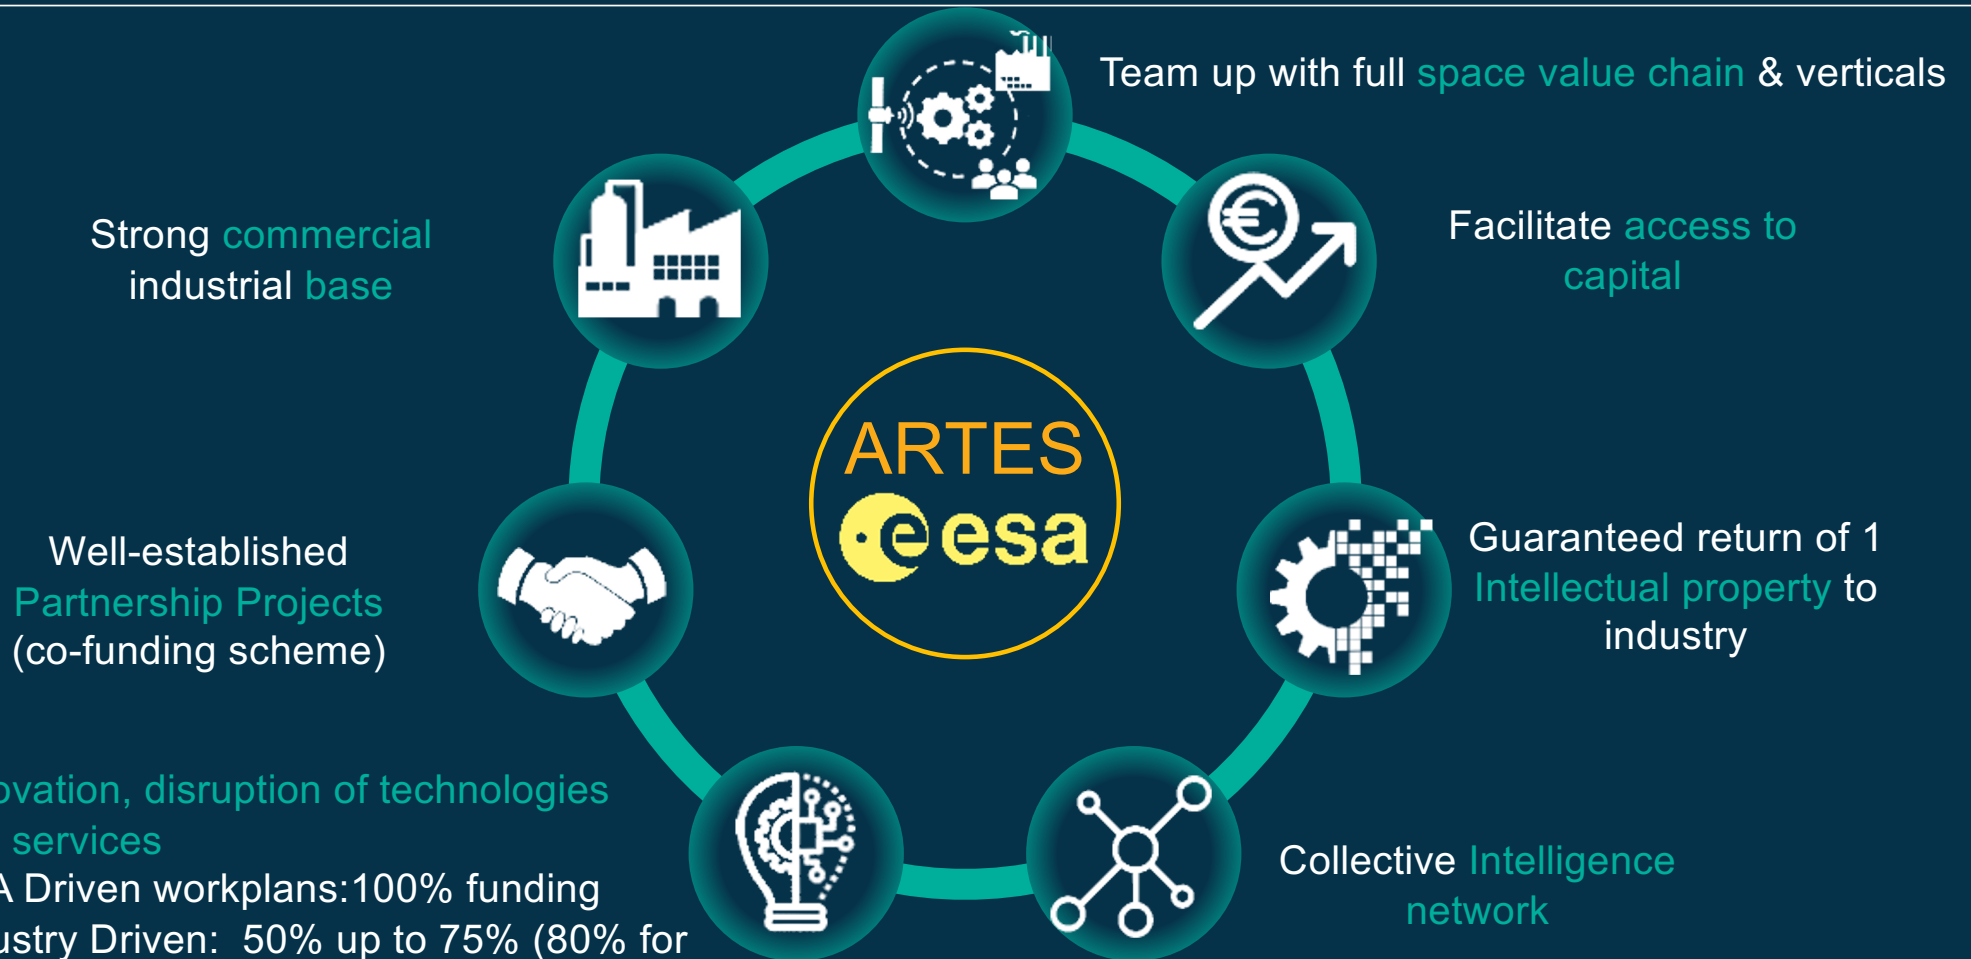 Team up with full space value chain & verticals
Strong commercial
industrial base
Facilitate access to
capital
ARTES
esa
Well-established
Partnership Projects
(co-funding scheme)
Guaranteed return of 1
Intellectual property to
industry
ovation, disruption of technologies
services
A Driven workplans:100% funding
ustry Driven: 50% up to 75% (80% for
Collective Intelligence
network